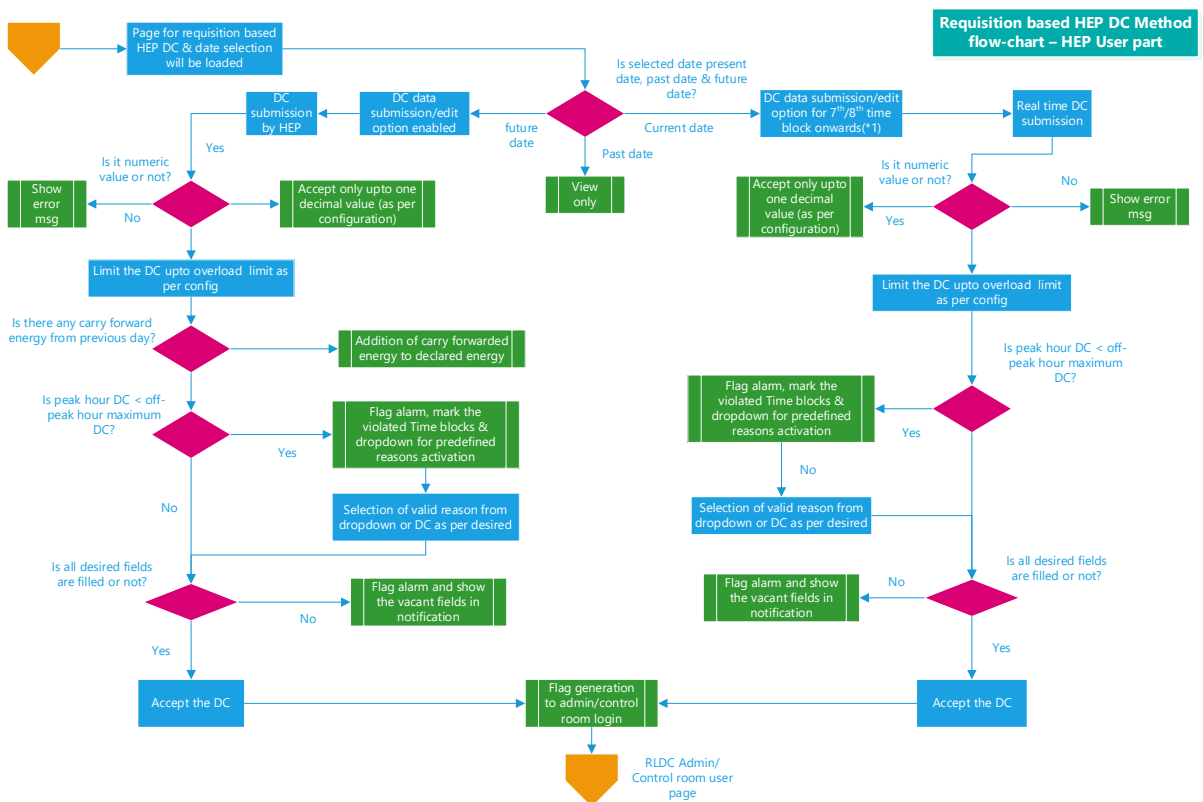 Requisition based HEP DC Method
flow-chart – HEP User part
Page for requisition based
HEP DC & date selection
will be loaded
Is selected date present
date, past date & future
date?
DC
submission
by HEP
DC data
submission/edit
option enabled
future
date
Current date
Past date
DC data submission/edit
option for 7th/8th time
block onwards(*1)
Real time DC
submission
View
only
Yes
Is it numeric
value or not?
Show
error
msg
No
Accept only upto one
decimal value (as per
configuration)
Limit the DC upto overload limit as
per config
Is there any carry forward
energy from previous day?
Addition of carry forwarded
energy to declared energy
Is peak hour DC < off-
peak hour maximum
DC?
Yes
Flag alarm, mark the
violated Time blocks &
dropdown for predefined
reasons activation
No
Selection of valid reason from
dropdown or DC as per desired
Is all desired fields
are filled or not?
No
Flag alarm and show
the vacant fields in
notification
Yes
Accept the DC
Is it numeric
value or not?
Accept only upto
one decimal
value (as per
configuration)
Yes
No
Show error
msg
Limit the DC upto overload limit
as per config
Is peak hour DC < off-
peak hour maximum
DC?
Flag alarm, mark the
violated Time blocks &
dropdown for predefined
reasons activation
Yes
No
Selection of valid reason from
dropdown or DC as per desired
Is all desired fields
are filled or not?
Flag alarm and show
the vacant fields in
notification
No
Yes
Accept the DC
Flag generation
to admin/control
room login
RLDC Admin/
Control room user
page